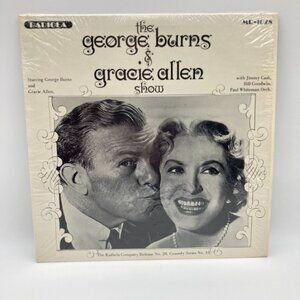 RADIOLA
MR-1028
the
george burns
&
gracie allen
show
Starring George Burns
and
Gracie Allen,
with Jimmy Cash,
Bill Goodwin,
Paul Whiteman Orch.
The Radiola Company Release No. 28, Comedy Series No.